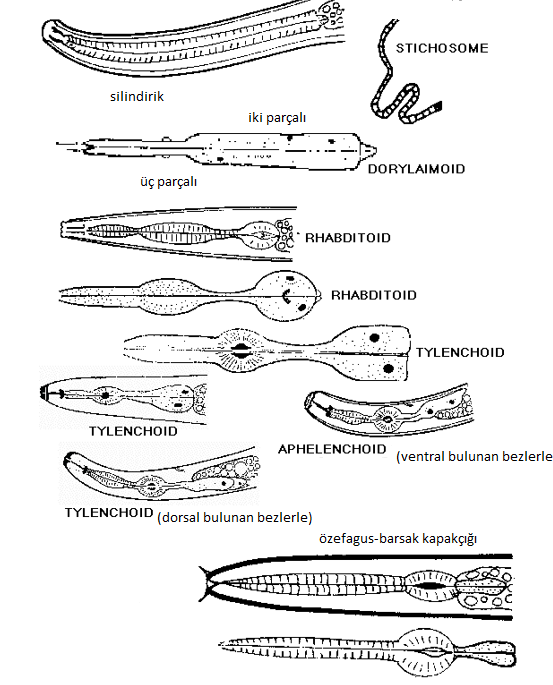 STICHOSOME
silindirik
iki parçalı
DORYLAIMOID
üç parçalı
RHABDITOID
RHABDITOID
TYLENCHOID
TYLENCHOID
APHELENCHOID (ventral bulunan bezlerle
TYLENCHOID (dorsal bulunan bezlerle)
özefagus-barsak kapakçığı